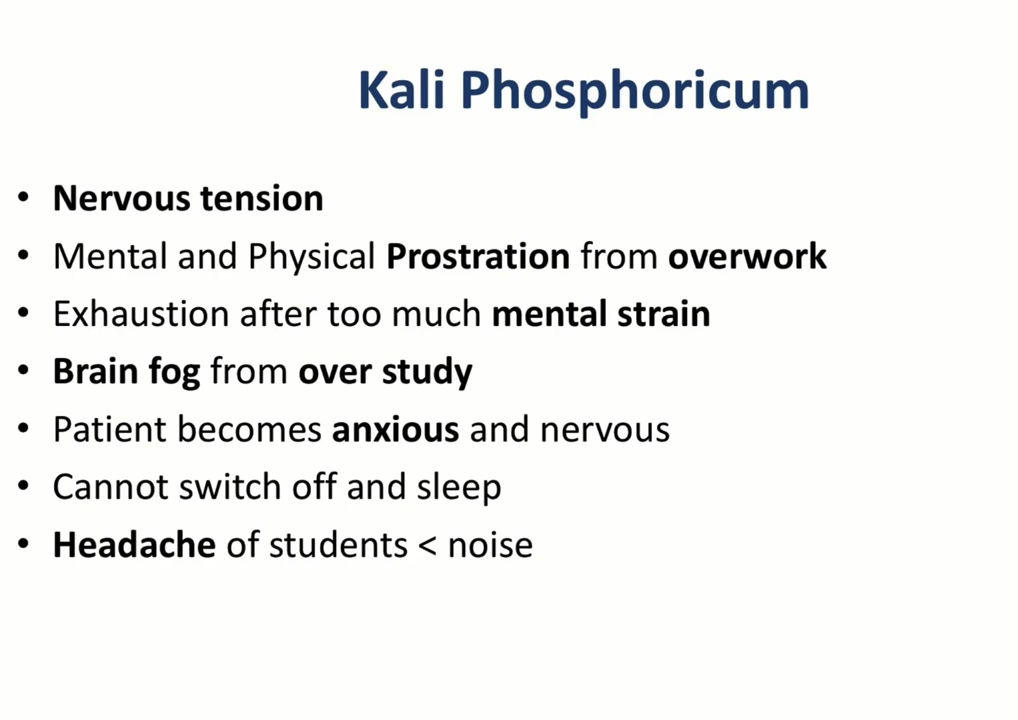 Kali Phosphoricum
• Nervous tension
• Mental and Physical Prostration from overwork
• Exhaustion after too much mental strain
• Brain fog from over study
• Patient becomes anxious and nervous
• Cannot switch off and sleep
• Headache of students < noise